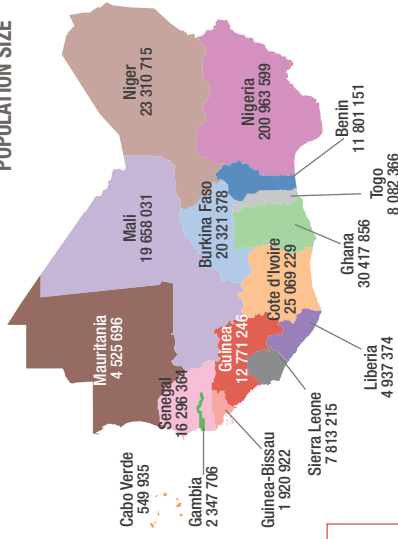 POPULATION SIZE
Niger
23 310 715
Mali
19 658 031
Mauritania
4 525 696
Nigeria
200 963 599
Burkina Faso
20 321 378
Senegal
16 296 364
Guinea
12 771 246
Cote d'Ivoire
25 069 229
Cabo Verde
549 935
Gambia
2 347 706
Guinea-Bissau
1 920 922
Sierra Leone
7 813 215
Liberia
4 937 374
Ghana
30 417 856
Togo
8 082 366
Benin
11 801 151